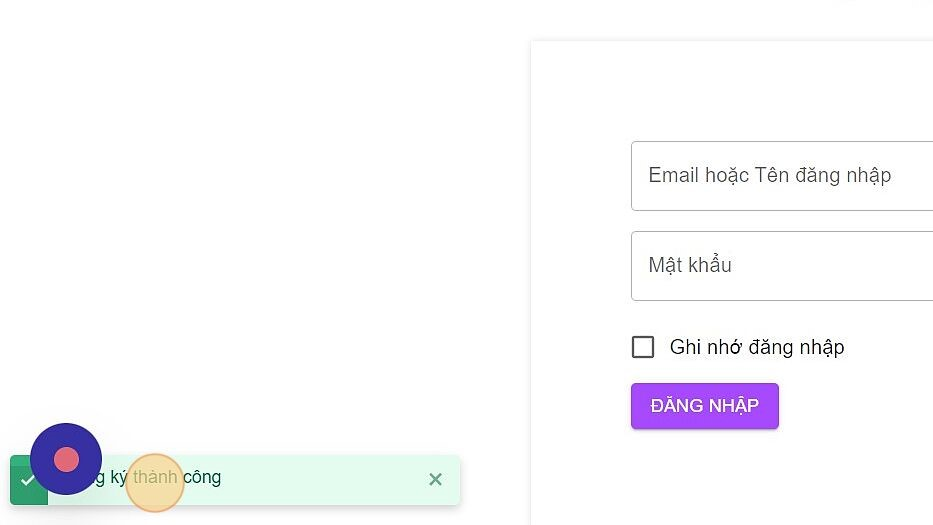 Email hoặc Tên đăng nhập
Mật khẩu
Ghi nhớ đăng nhập
ĐĂNG NHẬP
ký thành công